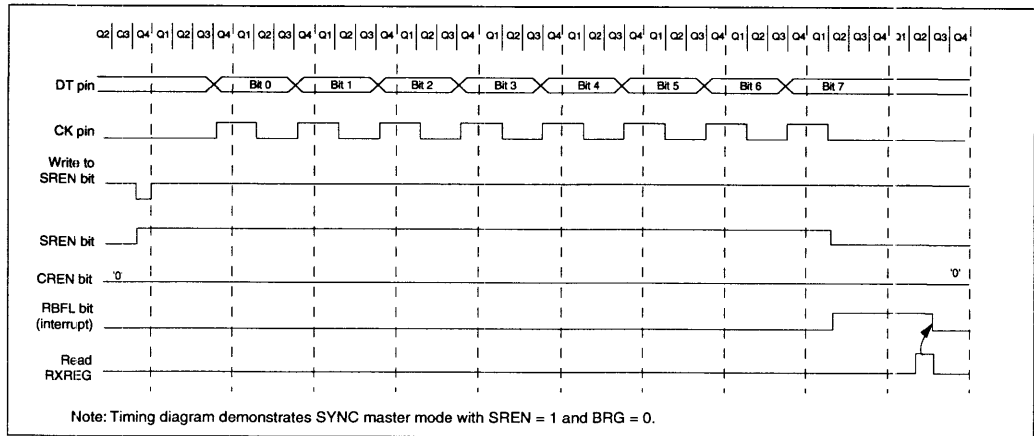 Q2 Q3 Q4 Q1 Q2 Q3 Q4 Q1 Q2 Q3 Q4 Q1 Q2 Q3 Q4 Q1 Q2 Q3 Q4 Q1 Q2 Q3 Q4 Q1 Q2 Q3 Q4 Q1 Q2 Q3 Q4 Q1 Q2 Q3 Q4 Q1 Q2 Q3 Q4 Q1 Q2 Q3 Q4
DT pin Bit 0 Bit 1 Bit 2 Bit 3 Bit 4 Bit 5 Bit 6 Bit 7
CK pin
Write to
SREN bit
SREN bit
CREN bit '0' '0'
RBFL bit
(interrupt)
Read
RXREG
Note: Timing diagram demonstrates SYNC master mode with SREN = 1 and BRG = 0.